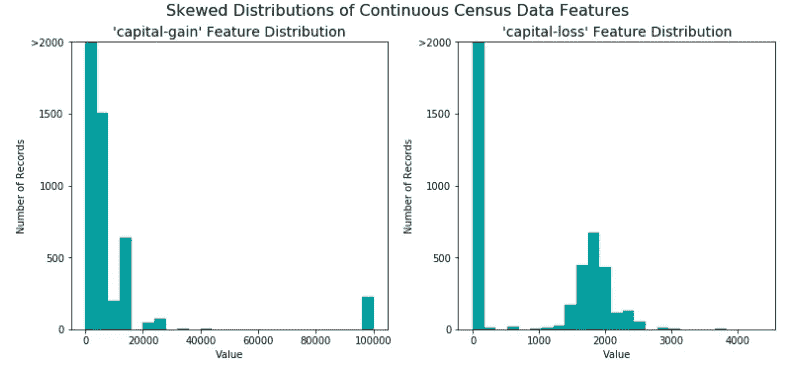 Skewed Distributions of Continuous Census Data Features
'capital-gain' Feature Distribution
>2000
1500
1000
500
0
Number of Records
0 20000 40000 60000 80000 100000
Value
'capital-loss' Feature Distribution
>2000
1500
1000
500
0
Number of Records
0 1000 2000 3000 4000
Value